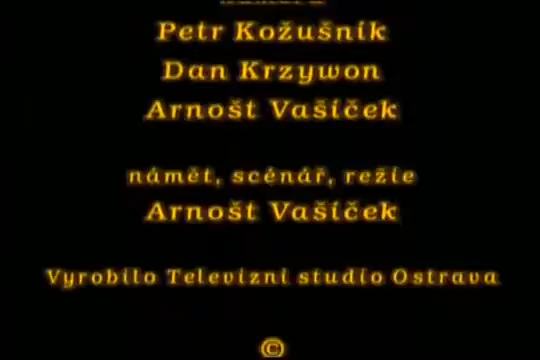 Petr Kožušník
Dan Krzywon
Arnošt Vašíček
námět, scénář, režie
Arnošt Vašíček
Vyrobilo Televizní studio Ostrava
©